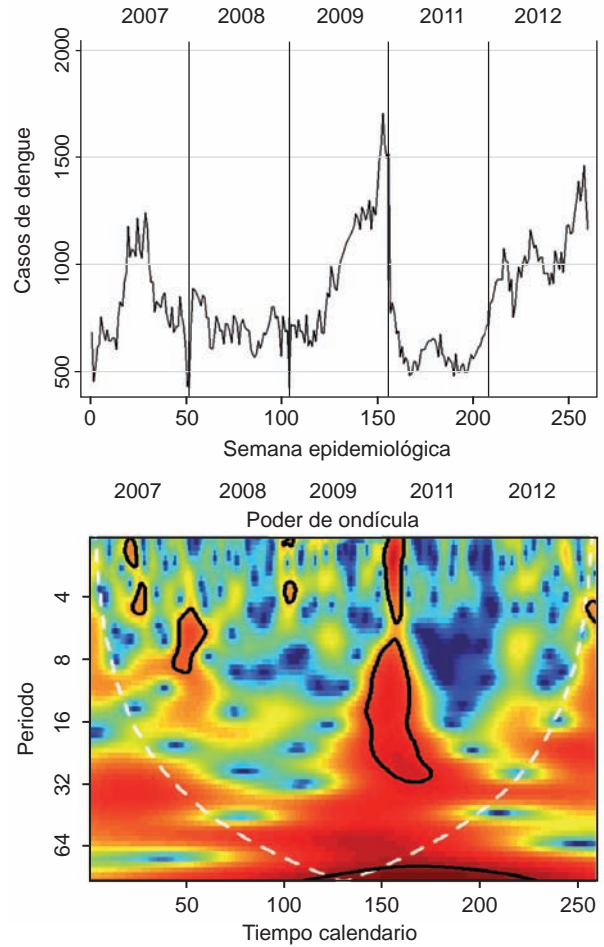 2007 2008 2009 2011 2012
2000
1500
1000
500
Casos de dengue
0 50 100 150 200 250
Semana epidemiológica
2007 2008 2009 2011 2012
Poder de ondícula
4
8
16
32
64
Periodo
50 100 150 200 250
Tiempo calendario